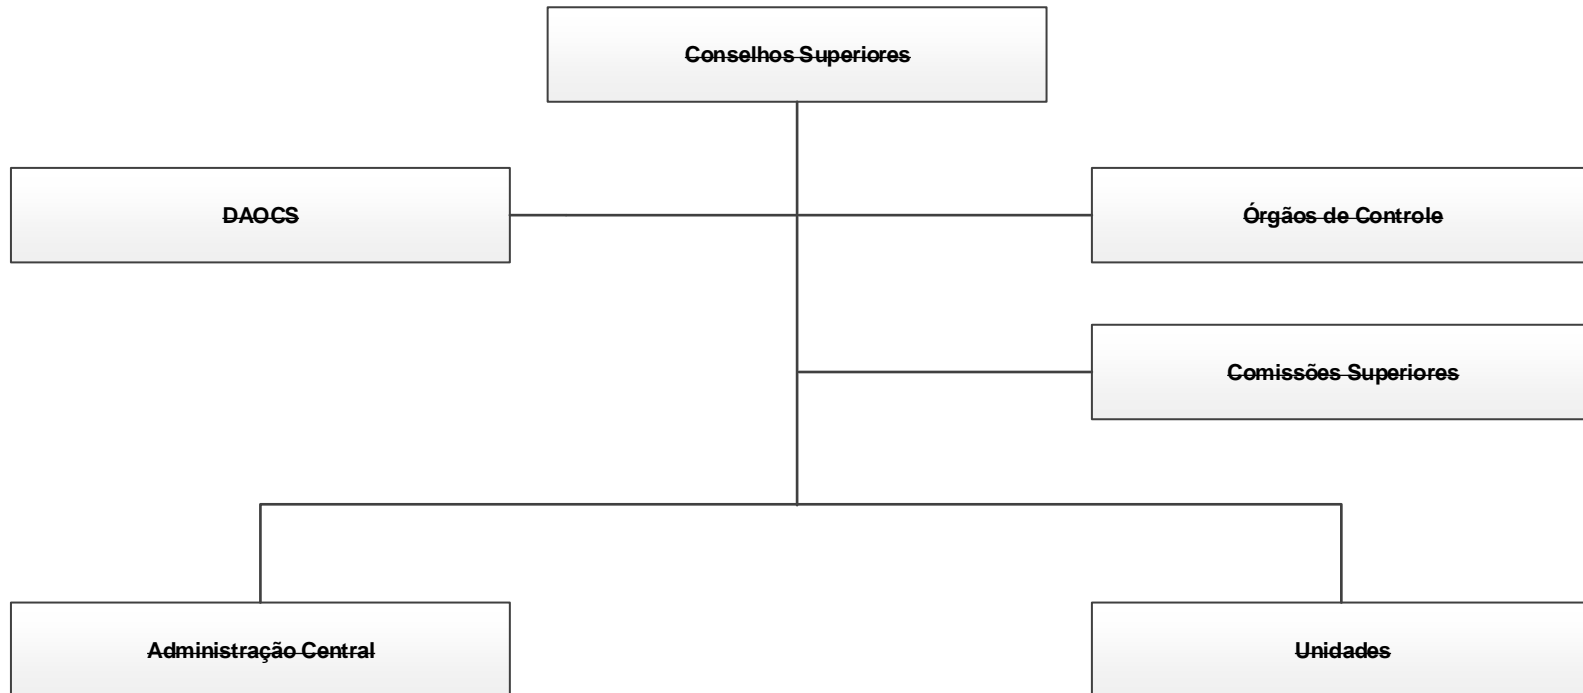 Conselhos Superiores
DAOCS
Órgãos de Controle
Comissões Superiores
Administração Central
Unidades